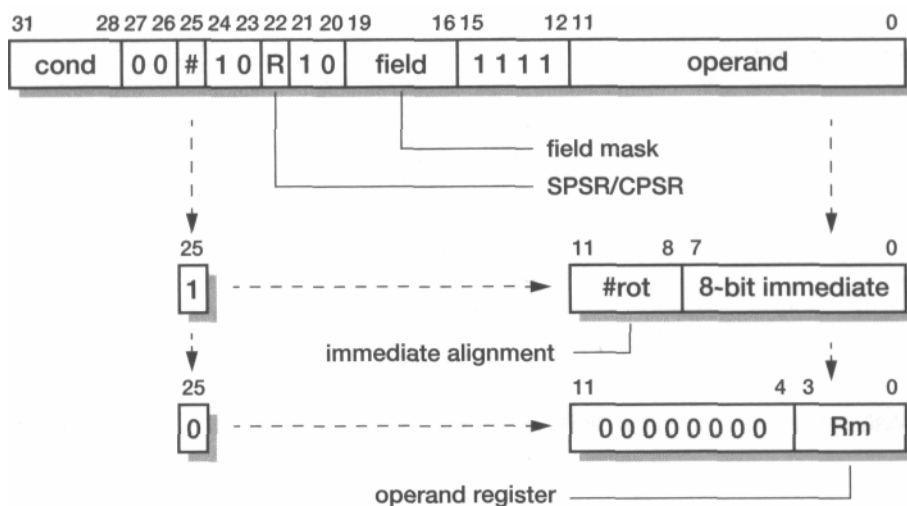 31 28 27 26 25 24 23 22 21 20 19 16 15 12 11 0
cond 0 0 # 1 0 R 1 0 field 1 1 1 1 operand
field mask
SPSR/CPSR
25 11 8 7 0
1 #rot 8-bit immediate
immediate alignment
25 11 4 3 0
0 0 0 0 0 0 0 0 0 Rm
operand register